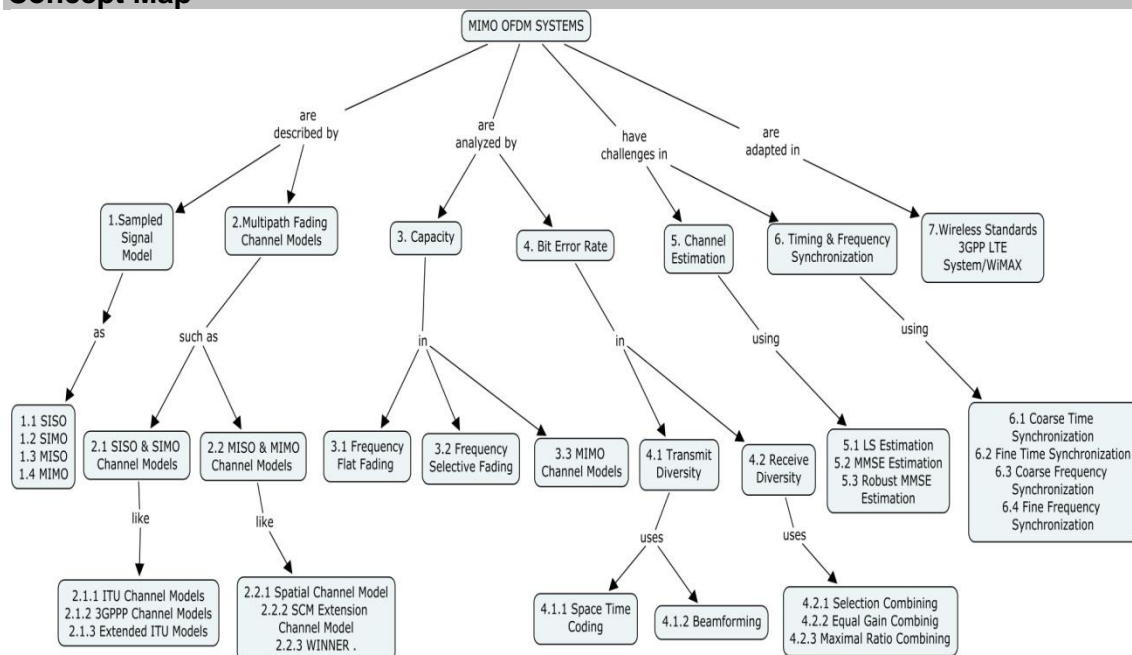 Concept Map
MIMO OFDM SYSTEMS
are
described by
are
analyzed by
have
challenges in
are
adapted in
1.Sampled
Signal
Model
2.Multipath Fading
Channel Models
3. Capacity
4. Bit Error Rate
5. Channel
Estimation
6. Timing & Frequency
Synchronization
7.Wireless Standards
3GPP LTE
System/WiMAX
as
such as
in
in
using
using
1.1 SISO
1.2 SIMO
1.3 MISO
1.4 MIMO
2.1 SISO & SIMO
Channel Models
2.2 MISO & MIMO
Channel Models
3.1 Frequency
Flat Fading
3.2 Frequency
Selective Fading
3.3 MIMO
Channel Models
4.1 Transmit
Diversity
4.2 Receive
Diversity
5.1 LS Estimation
5.2 MMSE Estimation
5.3 Robust MMSE
Estimation
6.1 Coarse Time
Synchronization
6.2 Fine Time Synchronization
6.3 Coarse Frequency
Synchronization
6.4 Fine Frequency
Synchronization
like
like
uses
uses
2.1.1 ITU Channel Models
2.1.2 3GPPP Channel Models
2.1.3 Extended ITU Models
2.2.1 Spatial Channel Model
2.2.2 SCM Extension
Channel Model
2.2.3 WINNER .
4.1.1 Space Time
Coding
4.1.2 Beamforming
4.2.1 Selection Combining
4.2.2 Equal Gain Combinig
4.2.3 Maximal Ratio Combining